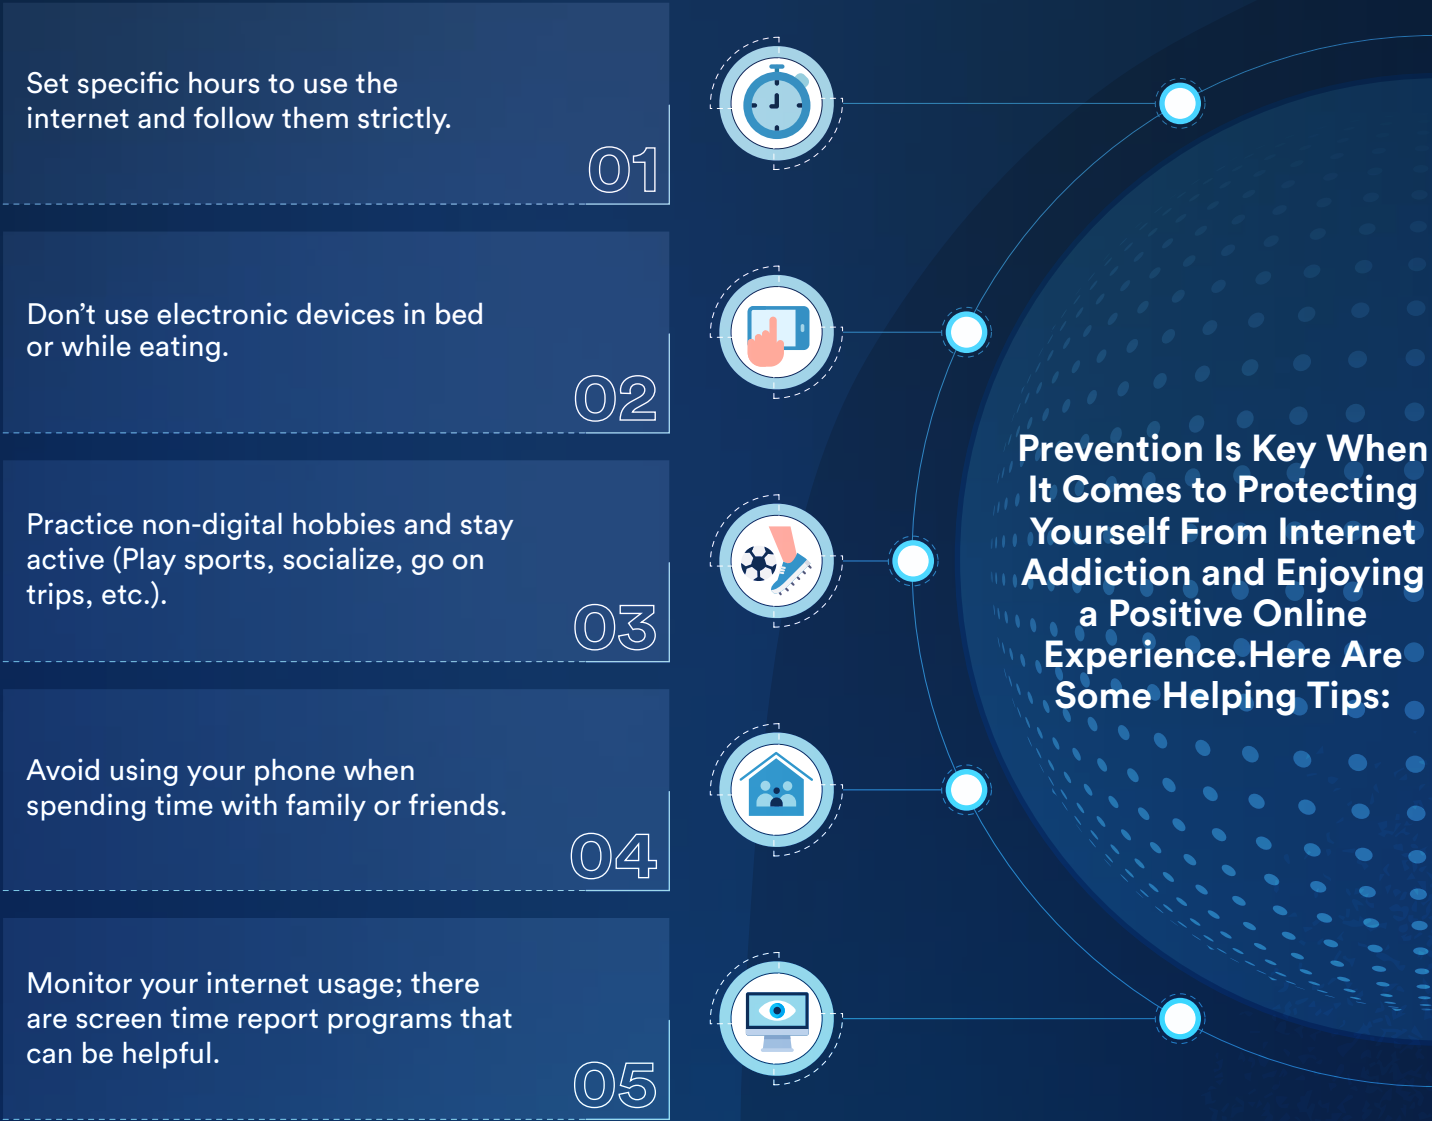 Set specific hours to use the
internet and follow them strictly.
01
Don’t use electronic devices in bed
or while eating.
02
Practice non-digital hobbies and stay
active (Play sports, socialize, go on
trips, etc.).
03
Avoid using your phone when
spending time with family or friends.
04
Monitor your internet usage; there
are screen time report programs that
can be helpful.
05
Prevention Is Key When
It Comes to Protecting
Yourself From Internet
Addiction and Enjoying
a Positive Online
Experience.Here Are
Some Helping Tips: